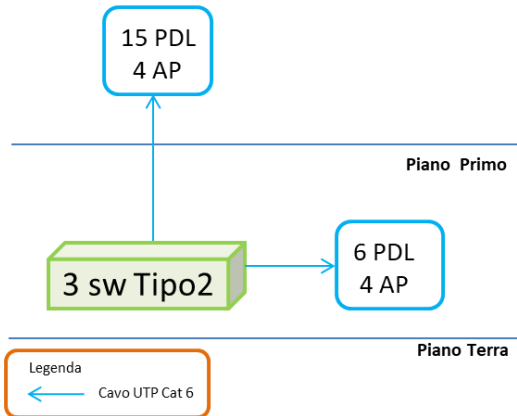 15 PDL
4 AP
Piano Primo
3 sw Tipo2
6 PDL
4 AP
Piano Terra
Legenda
Cavo UTP Cat 6